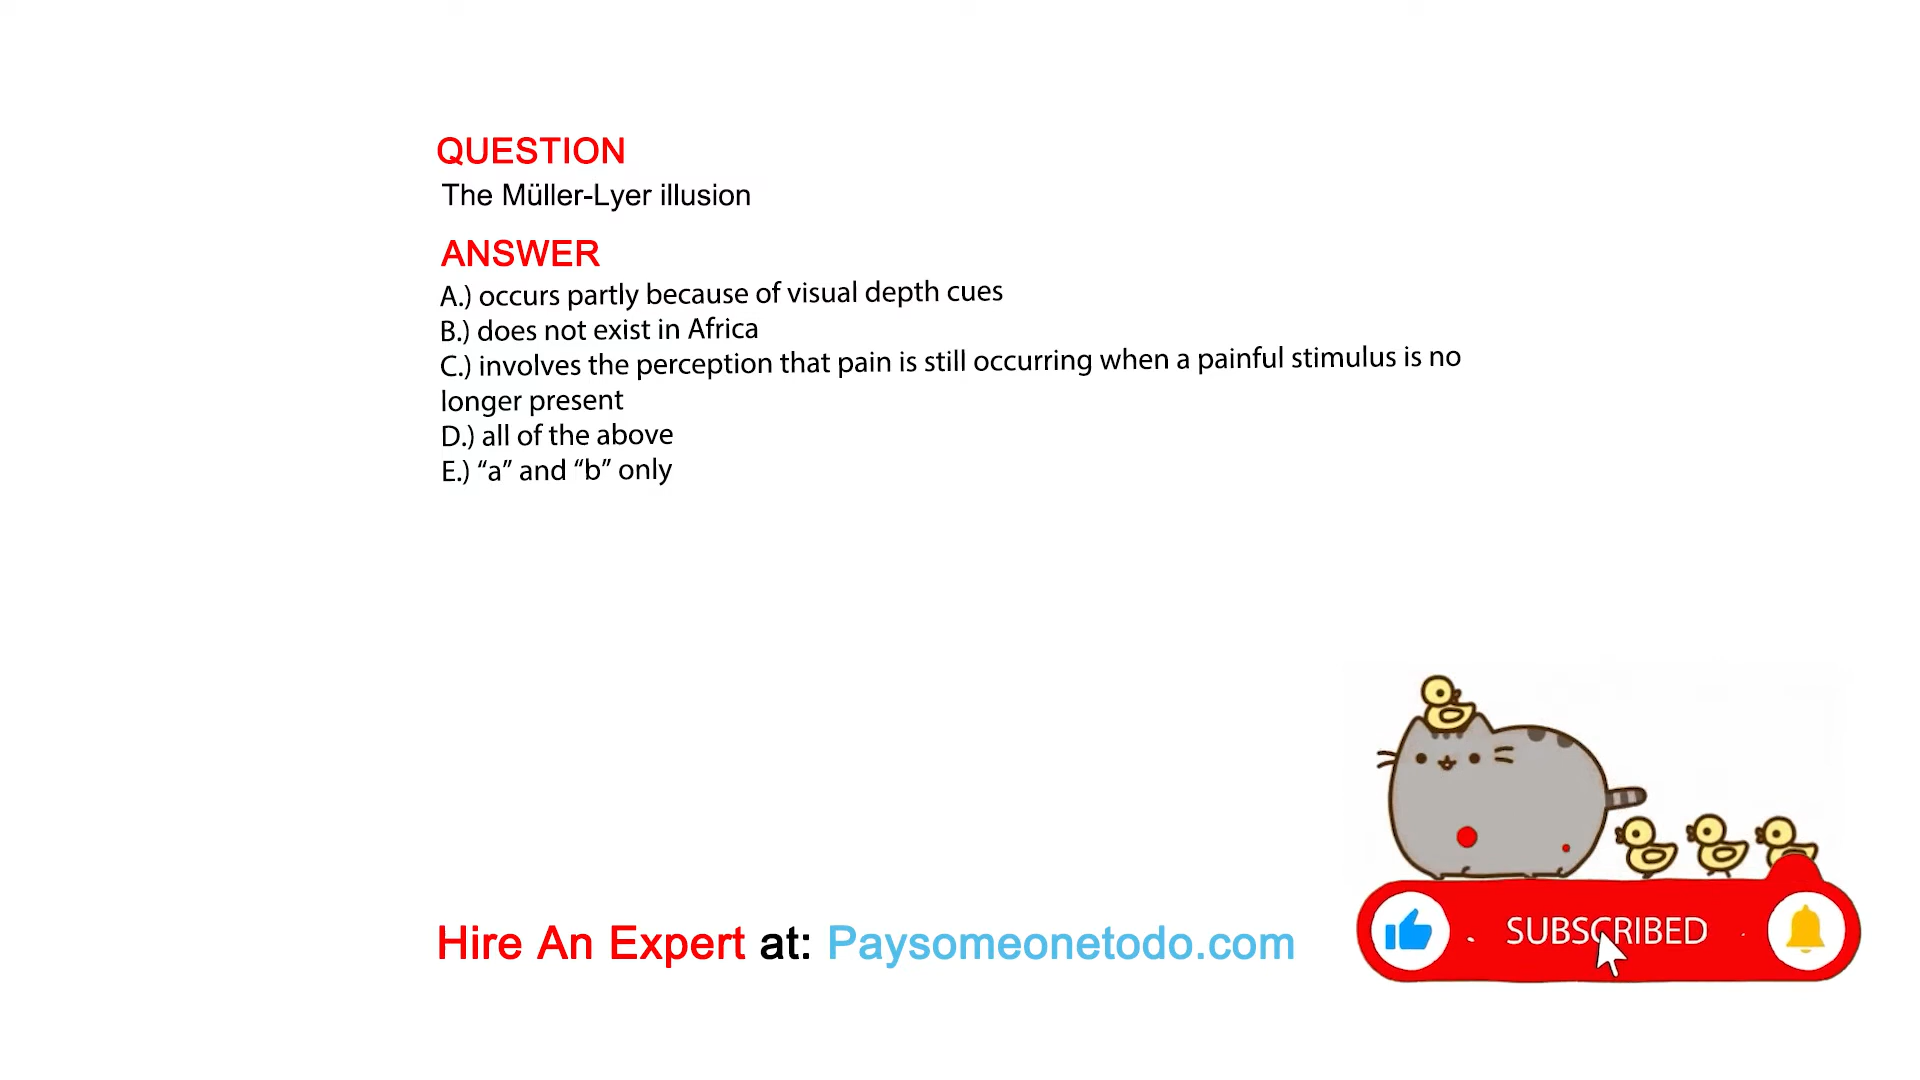 QUESTION
The Müller-Lyer illusion
ANSWER
A.) occurs partly because of visual depth cues
B.) does not exist in Africa
C.) involves the perception that pain is still occurring when a painful stimulus is no
longer present
D.) all of the above
E.) “a” and “b” only
Hire An Expert at: Paysomeonetodo.com
SUBSCRIBED